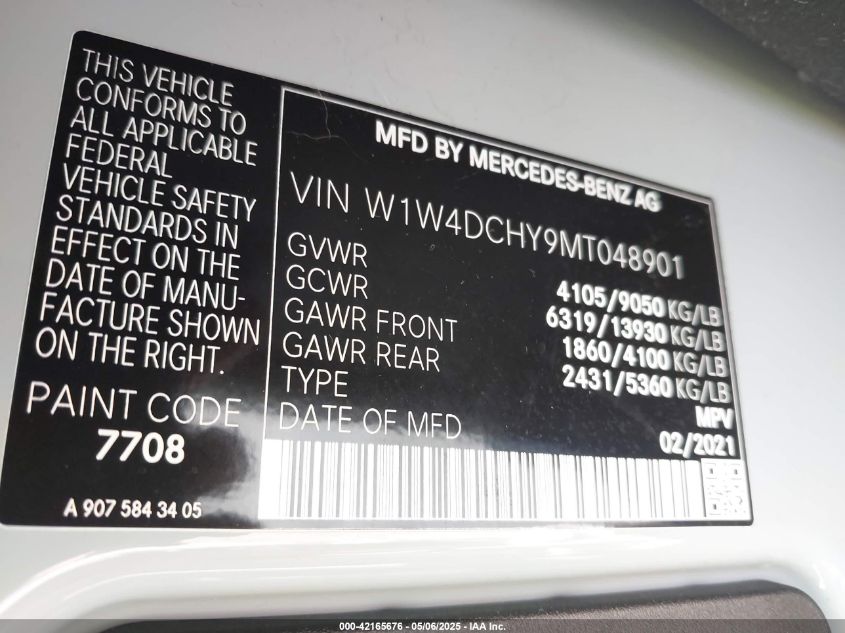 THIS VEHICLE
CONFORMS TO
ALL APPLICABLE
FEDERAL
VEHICLE SAFETY
STANDARDS IN
EFFECT ON THE
DATE OF MANU-
FACTURE SHOWN
ON THE RIGHT.
PAINT CODE
7708
A 907 584 34 05
MFD BY MERCEDES-BENZ AG
VIN W1W4DCHY9MT048901
GVWR 4105/9050 KG/LB
GCWR 6319/13930 KG/LB
GAWR FRONT 1860/4100 KG/LB
GAWR REAR 2431/5360 KG/LB
TYPE MPV
DATE OF MFD 02/2021
000-42165676 - 05/06/2025 - IAA Inc.